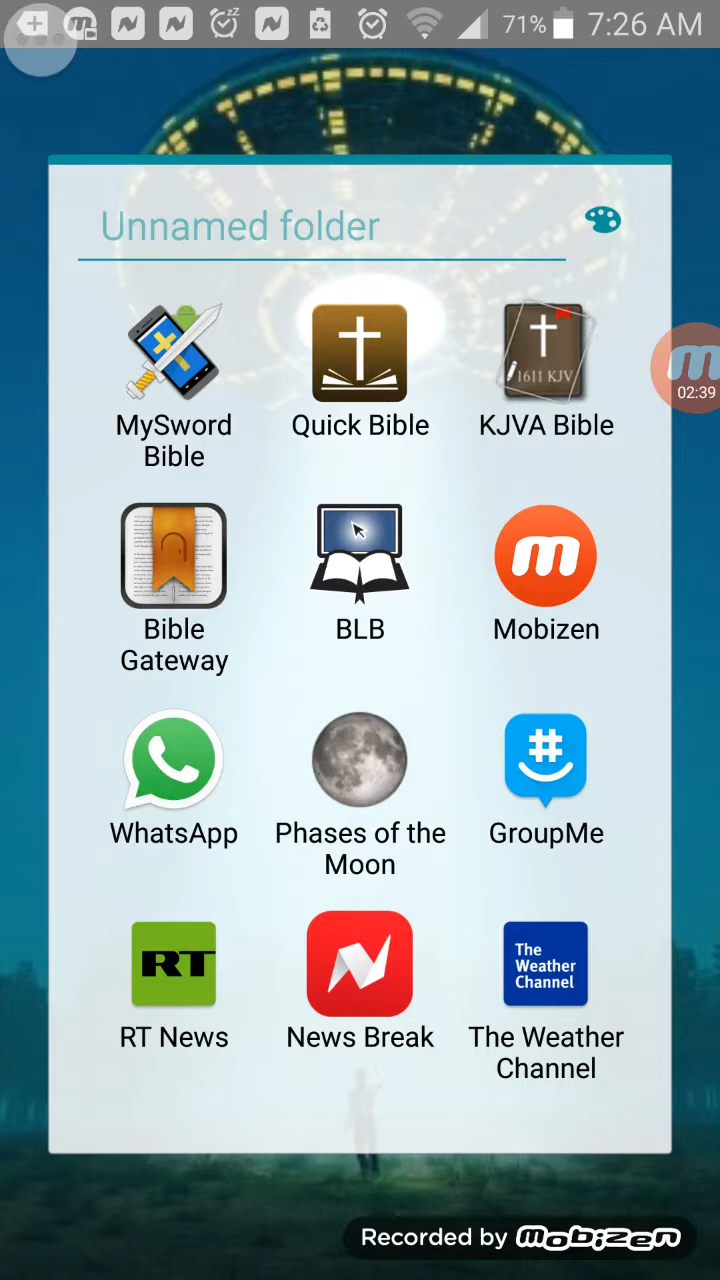 71% 7:26 AM
Unnamed folder
1611 KJV
MySword
Bible
Quick Bible
KJVA Bible
m
02:39
Bible
Gateway
BLB
m
Mobizen
WhatsApp
Phases of the
Moon
#
GroupMe
RT
RT News
N
News Break
The
Weather
Channel
The Weather
Channel
Recorded by mobizen